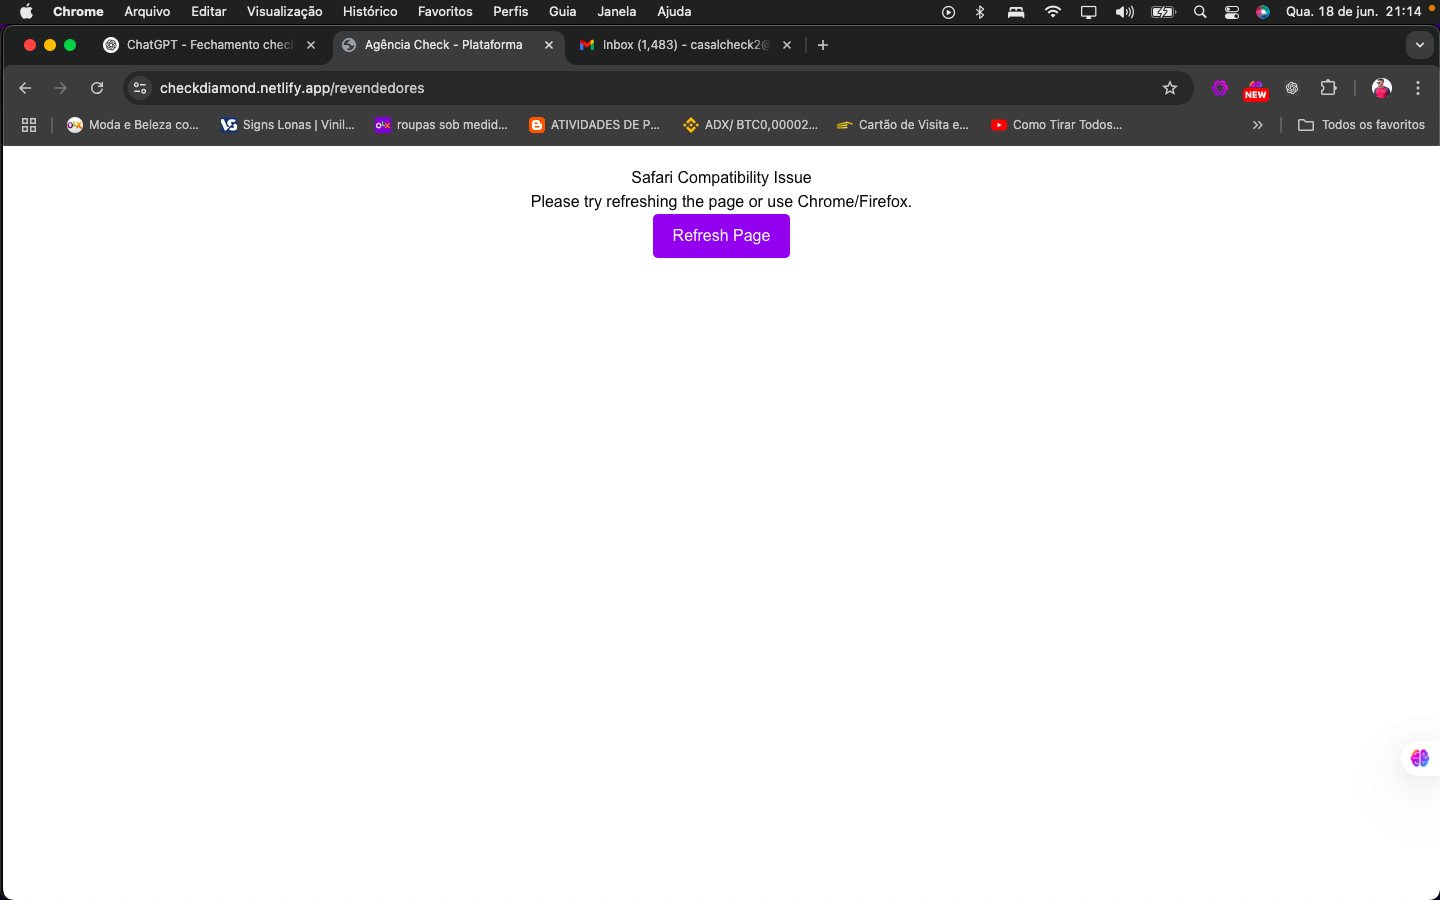 Chrome Arquivo Editar Visualização Histórico Favoritos Perfis Guia Janela Ajuda Qua. 18 de jun. 21:14
ChatGPT - Fechamento chec Agência Check - Plataforma Inbox (1,483) - casalcheck2@
checkdiamond.netlify.app/revendedores NEW
OLX Moda e Beleza co... VS Signs Lonas | Vinil... OLX roupas sob medid... ATIVIDADES DE P... ADX/ BTC0,00002... Cartão de Visita e... Como Tirar Todos... » Todos os favoritos
Safari Compatibility Issue
Please try refreshing the page or use Chrome/Firefox.
Refresh Page